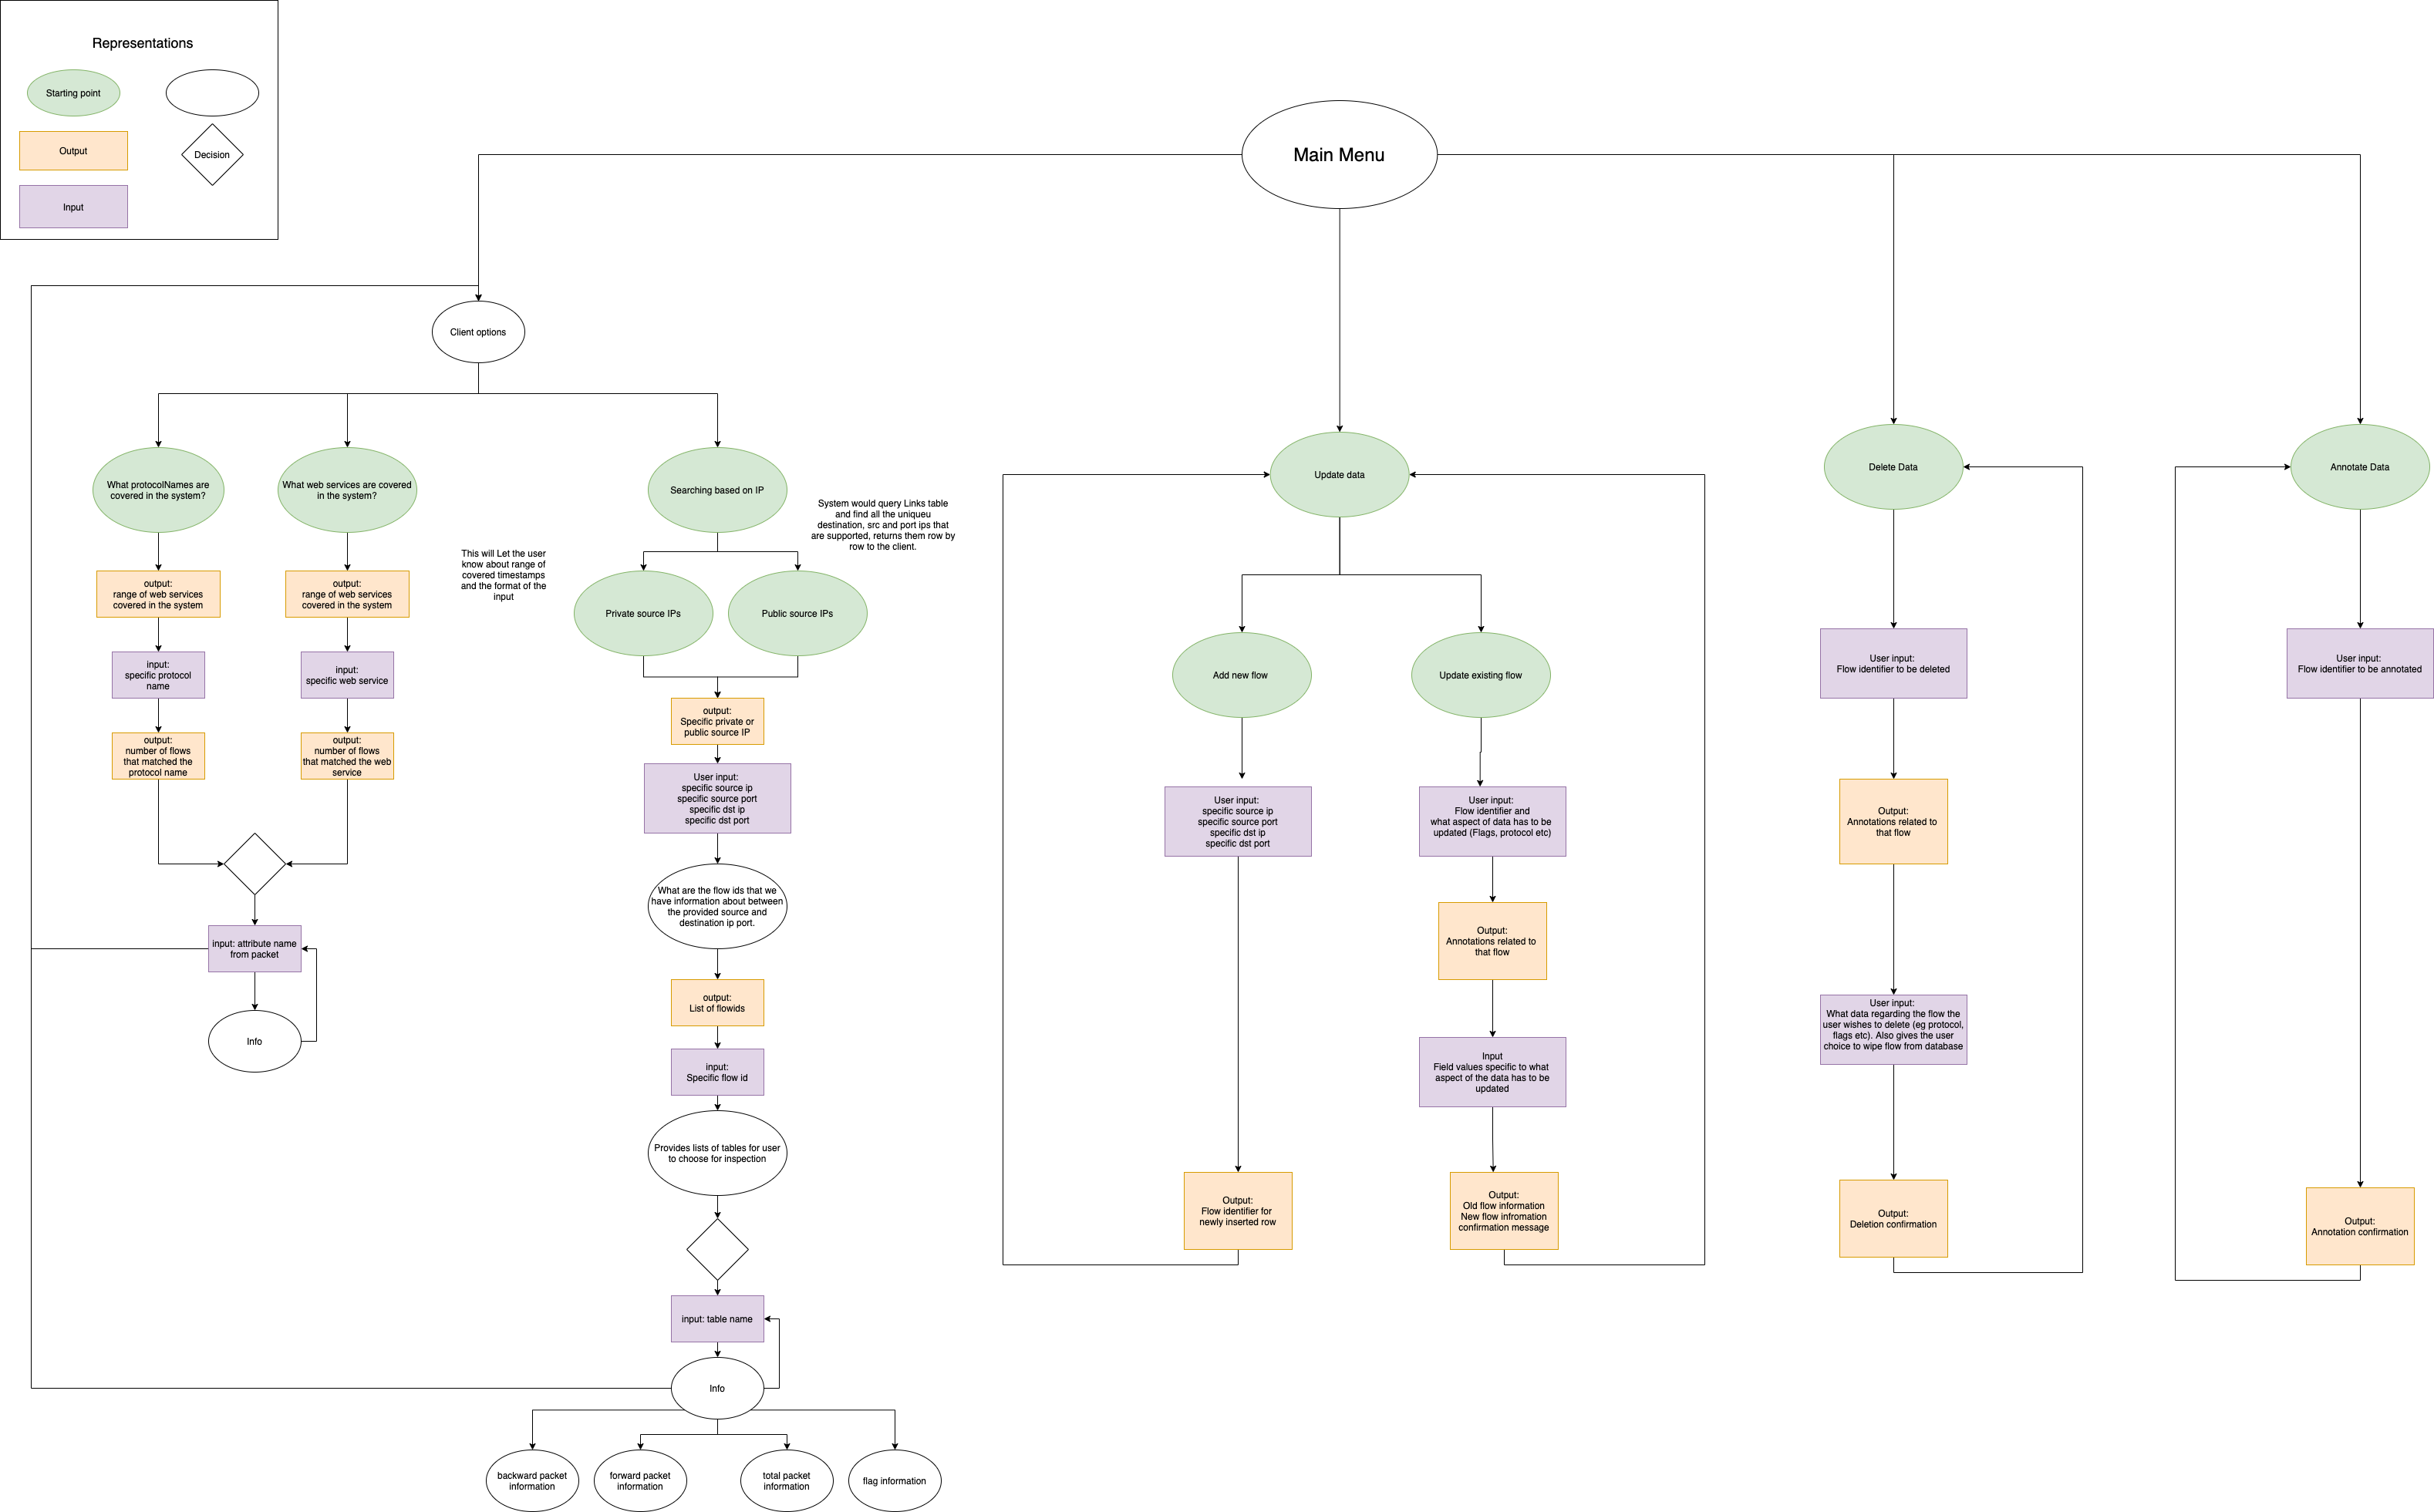 Representations
Starting point
Output
Decision
Input
Main Menu
Client options
What protocolNames are
covered in the system?
What web services are covered
in the system?
Searching based on IP
System would query Links table
and find all the uniqueu
destination, src and port ips that
are supported, returns them row by
row to the client.
This will Let the user
know about range of
covered timestamps
and the format of the
input
output:
range of web services
covered in the system
output:
range of web services
covered in the system
Private source IPs
Public source IPs
input:
specific protocol
name
input:
specific web service
output:
Specific private or
public source IP
output:
number of flows
that matched the
protocol name
output:
number of flows
that matched the web
service
User input:
specific source ip
specific source port
specific dst ip
specific dst port
What are the flow ids that we
have information about between
the provided source and
destination ip port.
input: attribute name
from packet
Info
output:
List of flowids
input:
Specific flow id
Provides lists of tables for user
to choose for inspection
input: table name
Info
backward packet
information
forward packet
information
total packet
information
flag information
Update data
Add new flow
Update existing flow
User input:
specific source ip
specific source port
specific dst ip
specific dst port
User input:
Flow identifier and
what aspect of data has to be
updated (Flags, protocol etc)
Output:
Annotations related to
that flow
Input
Field values specific to what
aspect of the data has to be
updated
Output:
Flow identifier for
newly inserted row
Output:
Old flow information
New flow infromation
confirmation message
Delete Data
User input:
Flow identifier to be deleted
Output:
Annotations related to
that flow
User input:
What data regarding the flow the
user wishes to delete (eg protocol,
flags etc). Also gives the user
choice to wipe flow from database
Output:
Deletion confirmation
Annotate Data
User input:
Flow identifier to be annotated
Output:
Annotation confirmation